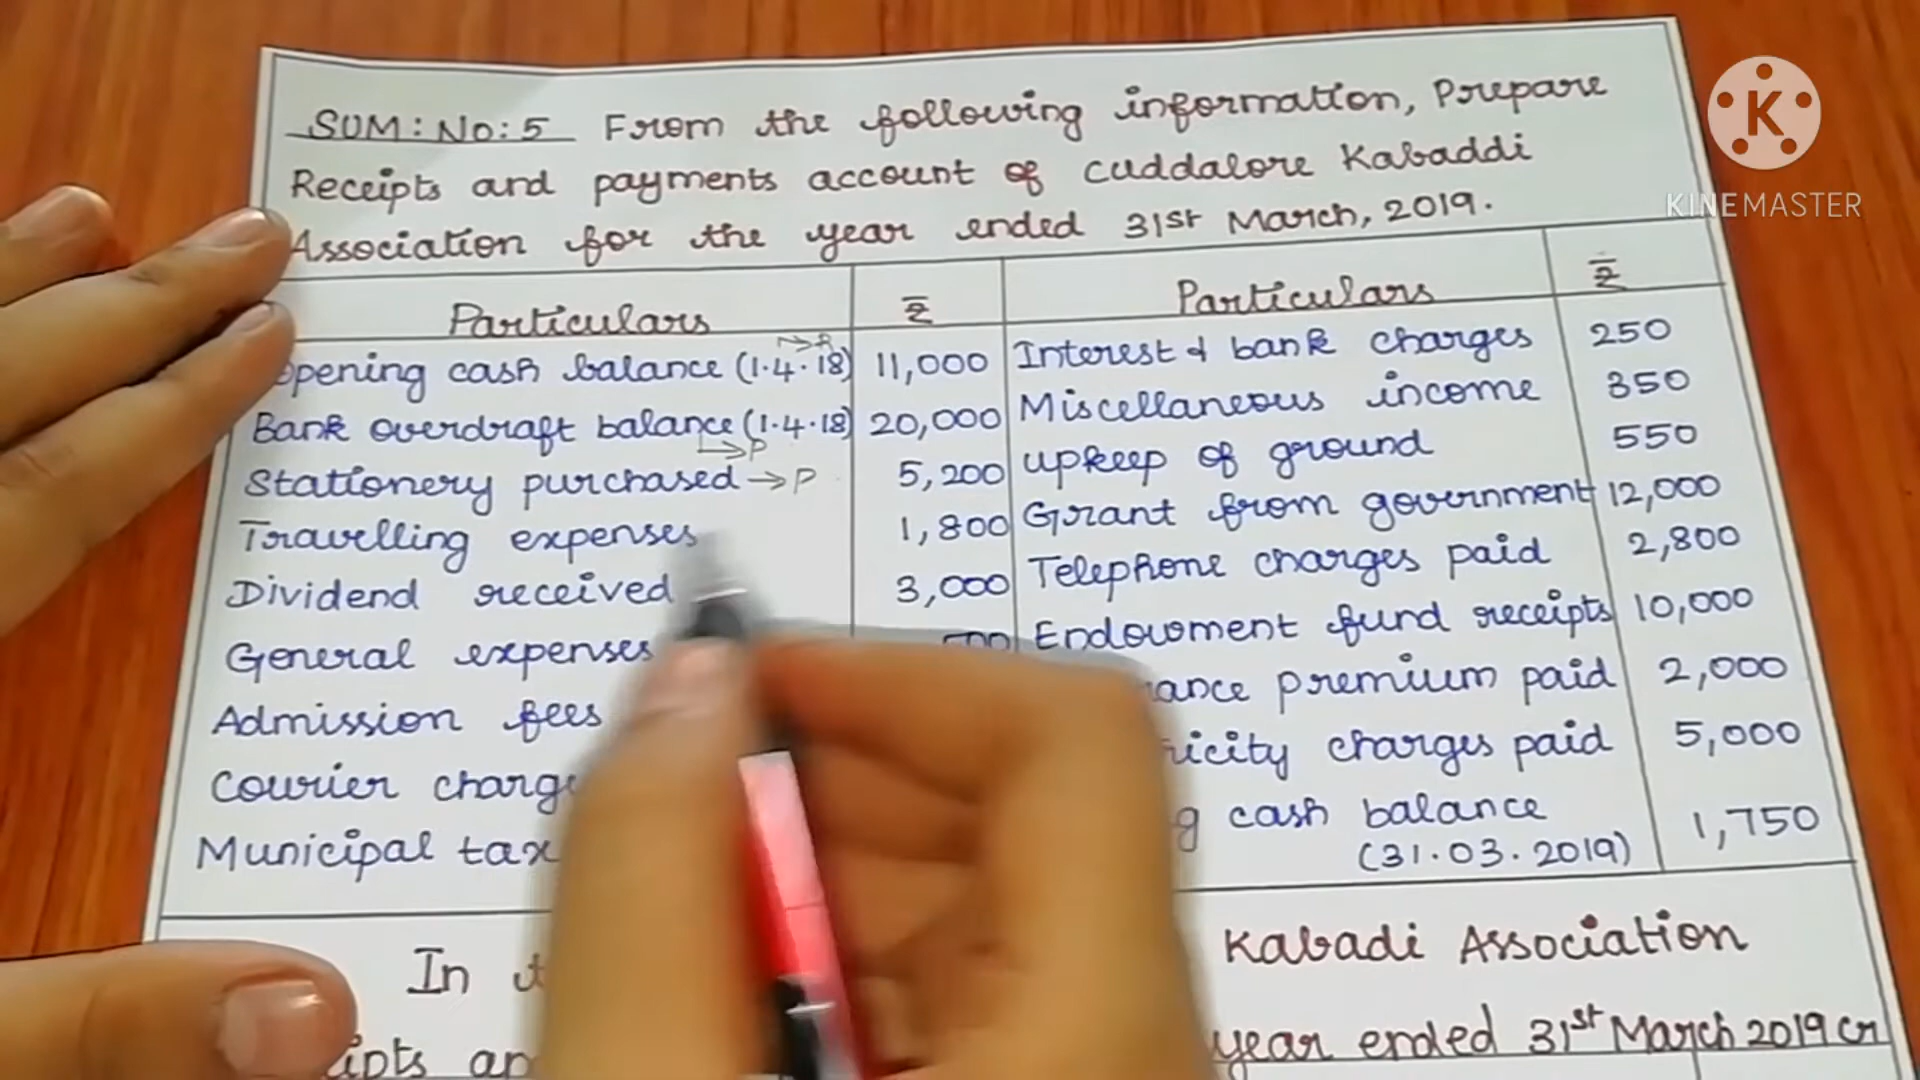 SUM: No: 5 From the following information, Prepare
Receipts and payments account of cuddalore Kabaddi
Association for the year ended 31st March, 2019.
Particulars ₹ Particulars ₹
Opening cash balance (1.4.18) 11,000 Interest & bank charges 250
→R
Bank overdraft balance (1.4.18) 20,000 Miscellaneous income 350
→P
Stationery purchased →P 5,200 upkeep of ground 550
Travelling expenses 1,800 Grant from government 12,000
Dividend received 3,000 Telephone charges paid 2,800
General expenses Endowment fund receipts 10,000
Admission fees premium paid 2,000
Courier charges paid 5,000
Municipal tax cash balance 1,750
(31.03.2019)
In Kabadi Association
year ended 31st March 2019 Cr
KINEMASTER
K